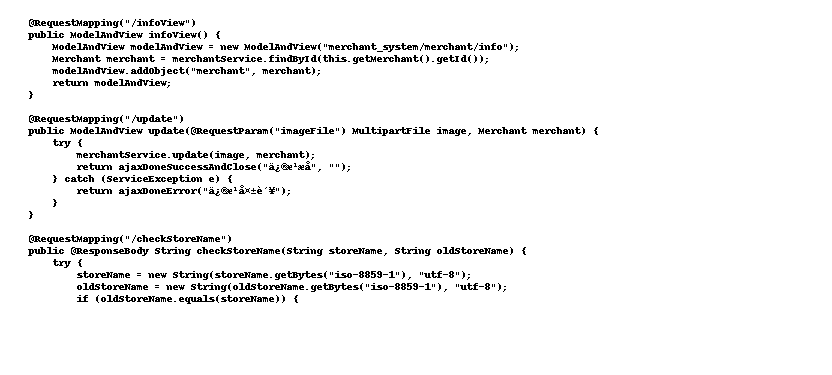 @RequestMapping("/infoView")
public ModelAndView infoView() {
ModelAndView modelAndView = new ModelAndView("merchant_system/merchant/info");
Merchant merchant = merchantService.findById(this.getMerchant().getId());
modelAndView.addObject("merchant", merchant);
return modelAndView;
}
@RequestMapping("/update")
public ModelAndView update(@RequestParam("imageFile") MultipartFile image, Merchant merchant) {
try {
merchantService.update(image, merchant);
return ajaxDoneSuccessAndClose("ä¿®æ¹æå", "");
} catch (ServiceException e) {
return ajaxDoneError("ä¿®æ¹å¤±è´¥");
}
}
@RequestMapping("/checkStoreName")
public @ResponseBody String checkStoreName(String storeName, String oldStoreName) {
try {
storeName = new String(storeName.getBytes("iso-8859-1"), "utf-8");
oldStoreName = new String(oldStoreName.getBytes("iso-8859-1"), "utf-8");
if (oldStoreName.equals(storeName)) {